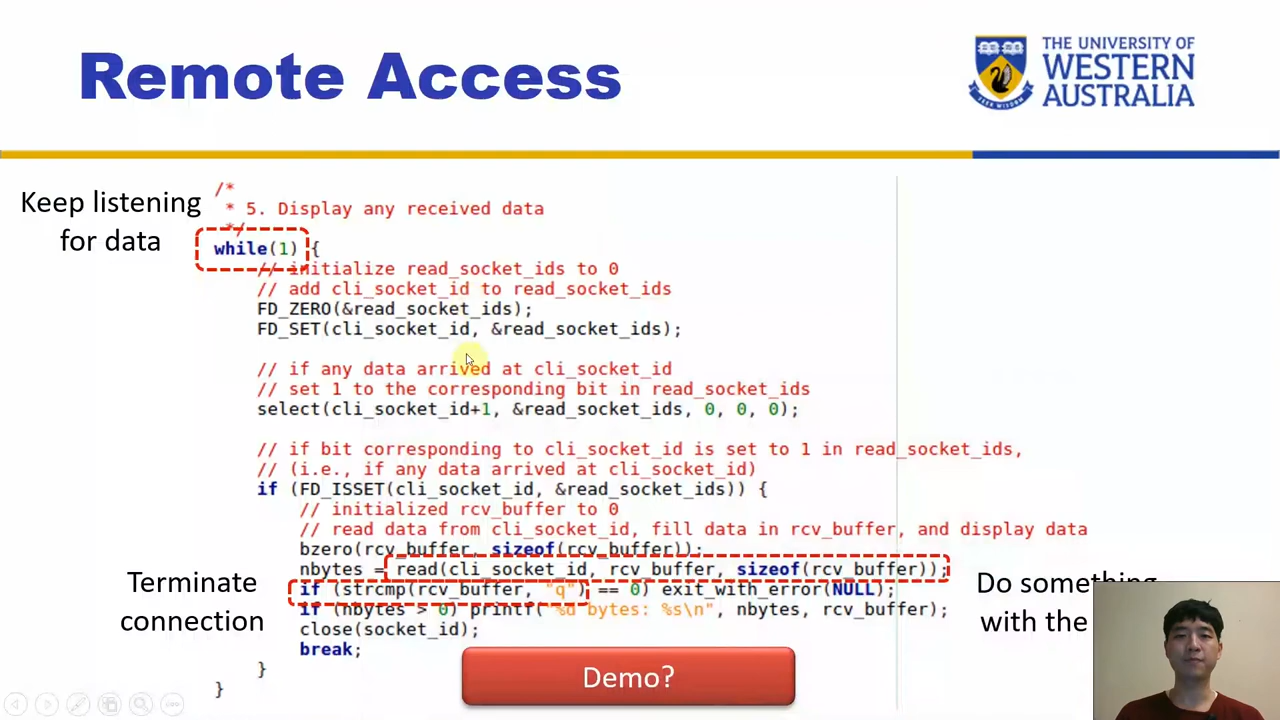 Remote Access
THE UNIVERSITY OF
WESTERN
AUSTRALIA
Keep listening
for data
/*
* 5. Display any received data
*/
while(1) {
// initialize read_socket_ids to 0
// add cli_socket_id to read_socket_ids
FD_ZERO(&read_socket_ids);
FD_SET(cli_socket_id, &read_socket_ids);
// if any data arrived at cli_socket_id
// set 1 to the corresponding bit in read_socket_ids
select(cli_socket_id+1, &read_socket_ids, 0, 0, 0);
// if bit corresponding to cli_socket_id is set to 1 in read_socket_ids,
// (i.e., if any data arrived at cli_socket_id)
if (FD_ISSET(cli_socket_id, &read_socket_ids)) {
// initialized rcv_buffer to 0
// read data from cli_socket_id, fill data in rcv_buffer, and display data
bzero(rcv_buffer, sizeof(rcv_buffer));
nbytes = read(cli_socket_id, rcv_buffer, sizeof(rcv_buffer));
if (strcmp(rcv_buffer, "q") == 0) exit_with_error(NULL);
if (nbytes > 0) printf("%d bytes: %s\n", nbytes, rcv_buffer);
close(socket_id);
break;
}
}
Terminate
connection
Do something
with the
Demo?